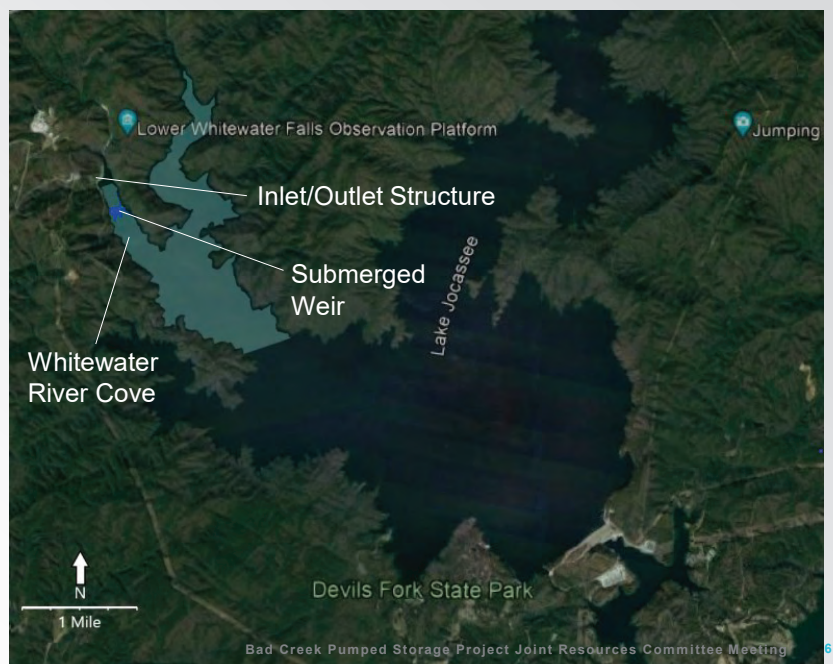 Lower Whitewater Falls Observation Platform
Jumping
Inlet/Outlet Structure
Submerged
Weir
Lake Jocassee
Whitewater
River Cove
N
1 Mile
Devils Fork State Park
Bad Creek Pumped Storage Project Joint Resources Committee Meeting
6